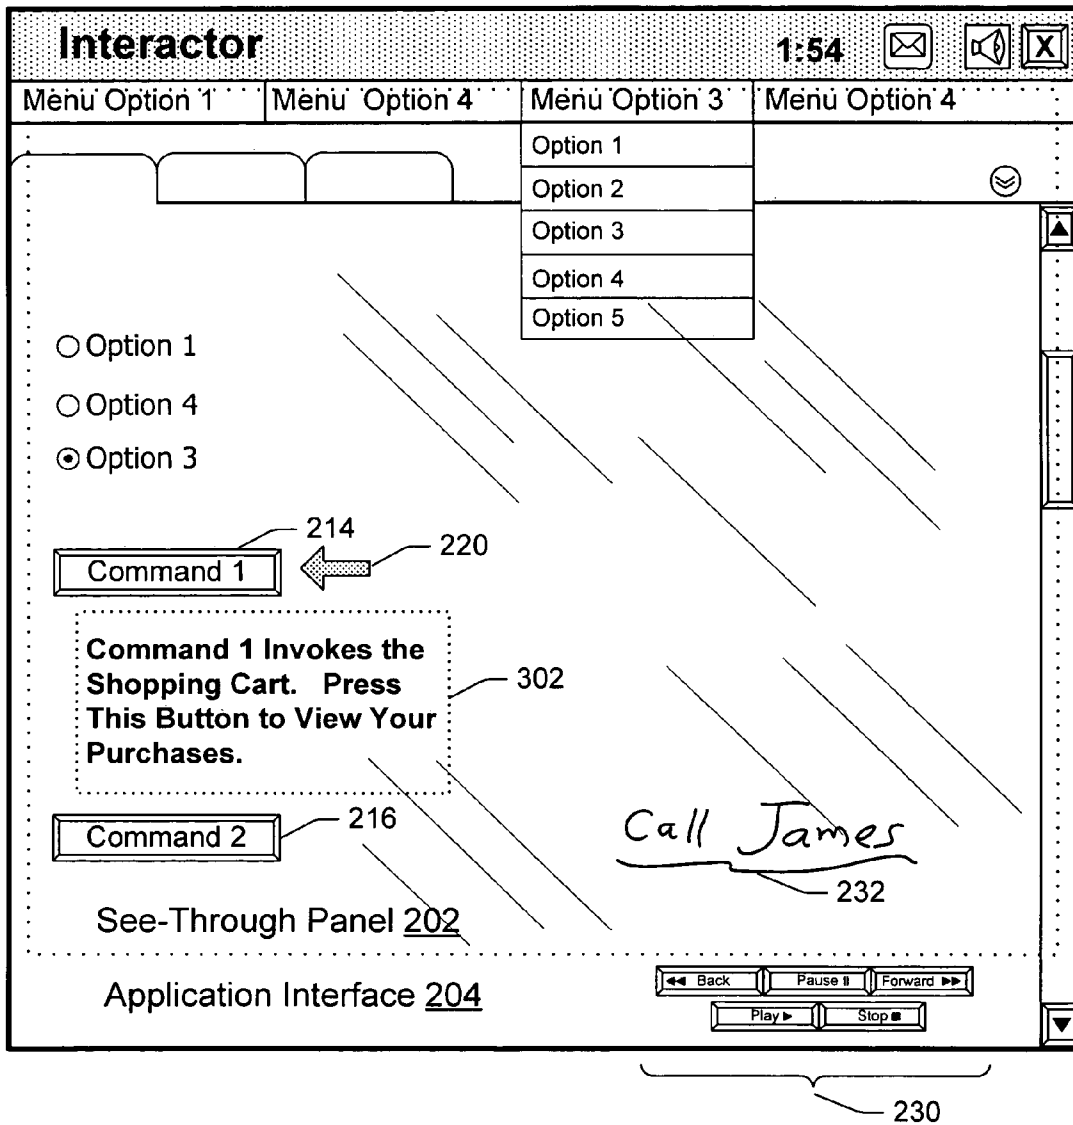 Interactor 1:54 X
Menu Option 1 Menu Option 4 Menu Option 3 Menu Option 4
Option 1
Option 2
Option 3
Option 4
Option 5
Option 1
Option 4
Option 3
214
220
Command 1
Command 1 Invokes the
Shopping Cart. Press
This Button to View Your
Purchases.
302
Command 2
216
Call James
232
See-Through Panel 202
Application Interface 204
Back Pause Forward
Play Stop
230